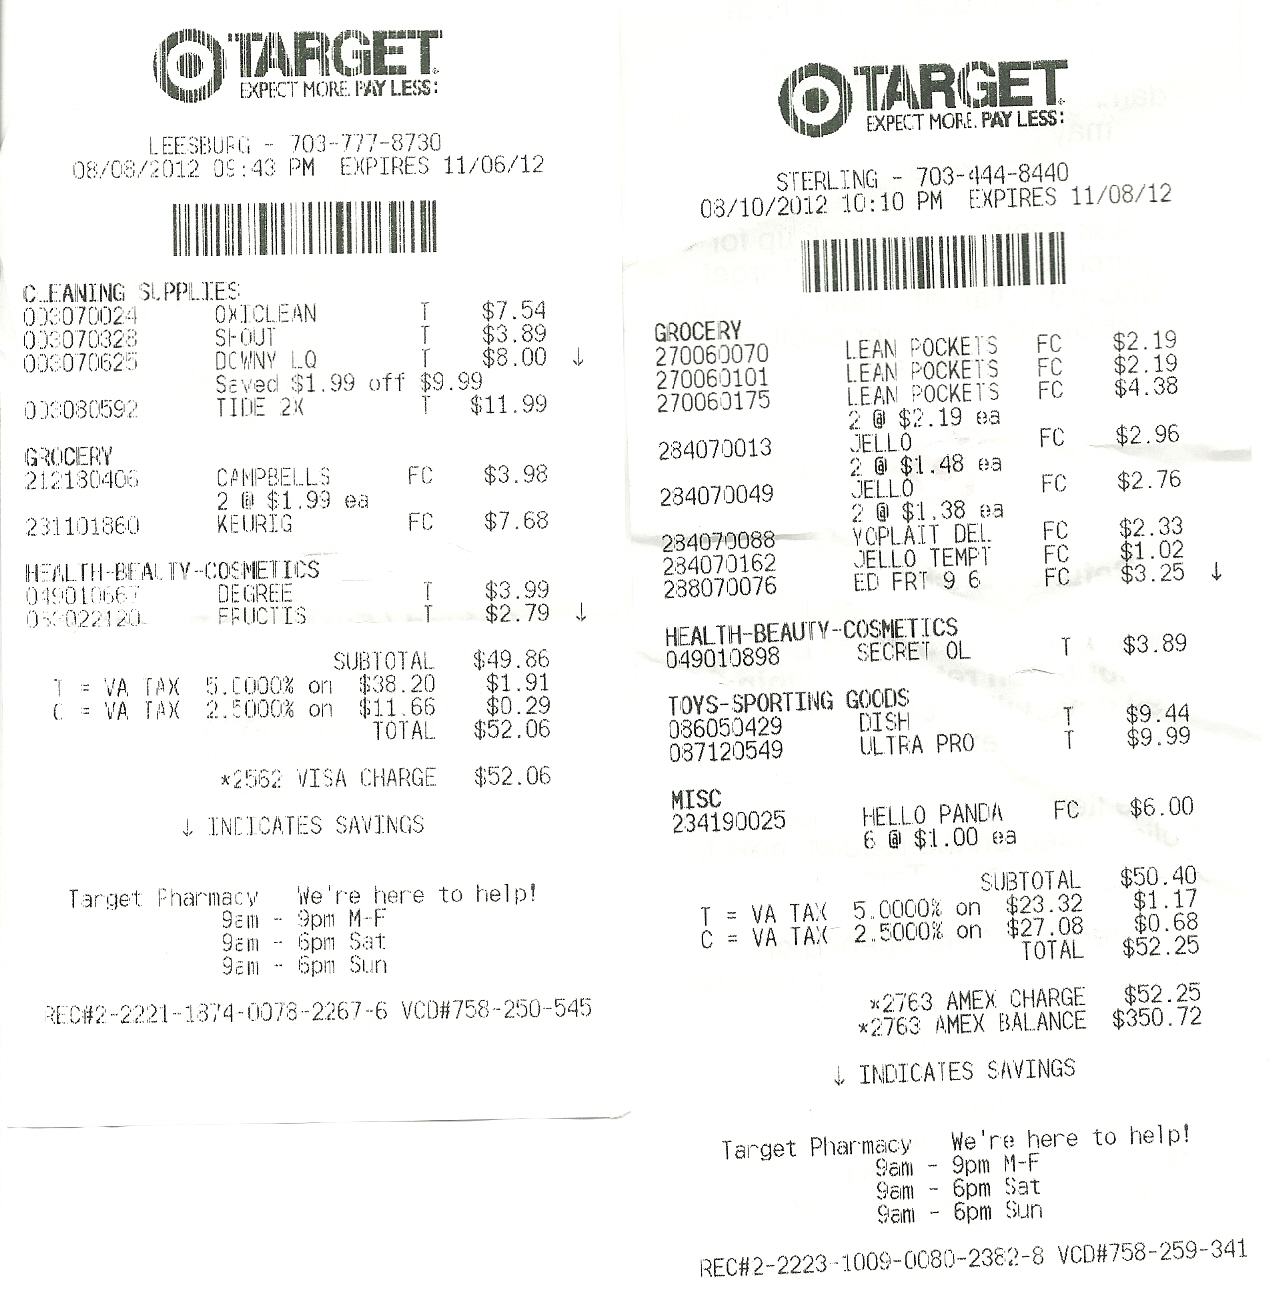 TARGET
EXPECT MORE. PAY LESS.
LEESBURG - 703-777-8730
08/08/2012 09:43 PM EXPIRES 11/06/12
CLEANING SUPPLIES
003070024 OXICLEAN T $7.54
003070328 SHOUT T $3.89
003070625 DOWNY LQ T $8.00 ↓
Saved $1.99 off $9.99
003080592 TIDE 2X T $11.99
GROCERY
212180406 CAMPBELLS FC $3.98
2 @ $1.99 ea
231101860 KEURIG FC $7.68
HEALTH-BEAUTY-COSMETICS
049010667 DEGREE T $3.99
FRUCTIS T $2.79 ↓
SUBTOTAL $49.86
T = VA TAX 5.0000% on $38.20 $1.91
C = VA TAX 2.5000% on $11.66 $0.29
TOTAL $52.06
*2562 VISA CHARGE $52.06
↓ INDICATES SAVINGS
Target Pharmacy We're here to help!
9am - 9pm M-F
9am - 6pm Sat
9am - 6pm Sun
REC#2-2221-1874-0078-2267-6 VCD#758-250-545
TARGET
EXPECT MORE. PAY LESS.
STERLING - 703-444-8440
08/10/2012 10:10 PM EXPIRES 11/08/12
GROCERY
270060070 LEAN POCKETS FC $2.19
270060101 LEAN POCKETS FC $2.19
270060175 LEAN POCKETS FC $4.38
2 @ $2.19 ea
284070013 JELLO FC $2.96
2 @ $1.48 ea
284070049 JELLO FC $2.76
2 @ $1.38 ea
284070088 YOPLAIT DEL FC $2.33
284070162 JELLO TEMPT FC $1.02
288070076 ED FRT 9 6 FC $3.25 ↓
HEALTH-BEAUTY-COSMETICS
049010898 SECRET OL T $3.89
TOYS-SPORTING GOODS
086050429 DISH T $9.44
087120549 ULTRA PRO T $9.99
MISC
234190025 HELLO PANDA FC $6.00
6 @ $1.00 ea
SUBTOTAL $50.40
T = VA TAX 5.0000% on $23.32 $1.17
C = VA TAX 2.5000% on $27.08 $0.68
TOTAL $52.25
*2763 AMEX CHARGE $52.25
*2763 AMEX BALANCE $350.72
↓ INDICATES SAVINGS
Target Pharmacy We're here to help!
9am - 9pm M-F
9am - 6pm Sat
9am - 6pm Sun
REC#2-2223-1009-0080-2382-8 VCD#758-259-341